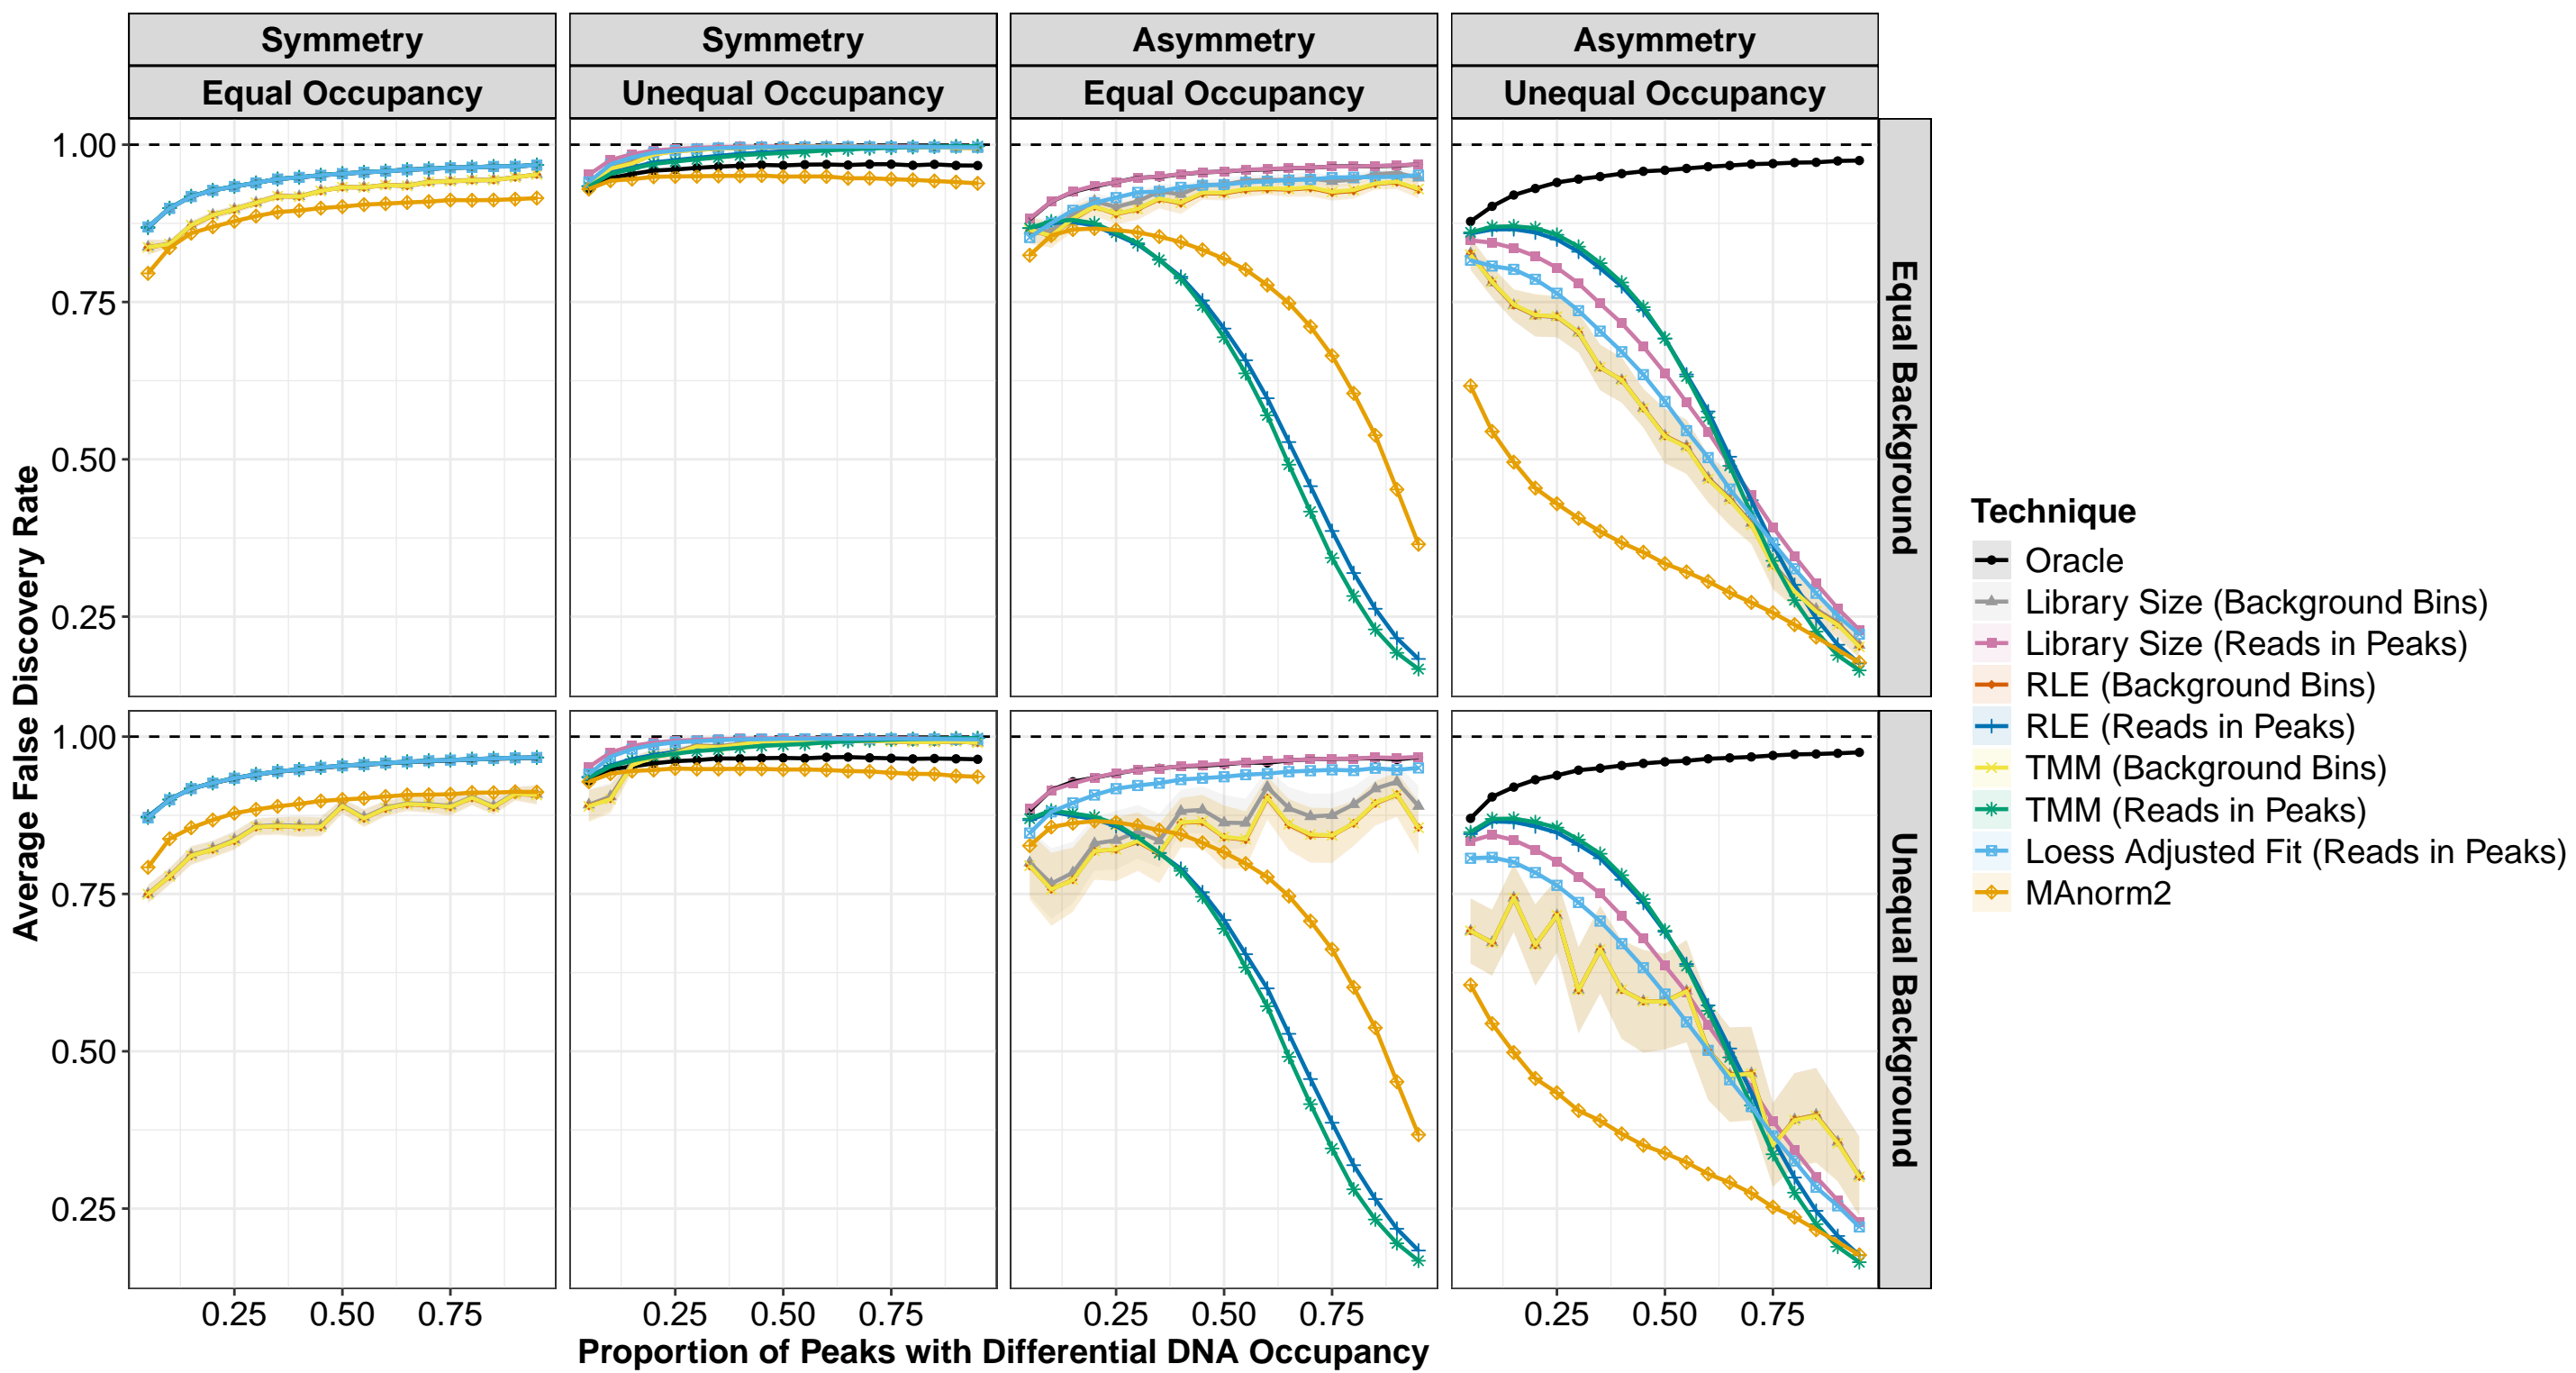 Symmetry
Symmetry
Asymmetry
Asymmetry
Equal Occupancy
Unequal Occupancy
Equal Occupancy
Unequal Occupancy
Average False Discovery Rate
1.00
0.75
0.50
0.25
Equal Background
1.00
0.75
0.50
0.25
Unequal Background
0.25 0.50 0.75
0.25 0.50 0.75
0.25 0.50 0.75
0.25 0.50 0.75
Proportion of Peaks with Differential DNA Occupancy
Technique
Oracle
Library Size (Background Bins)
Library Size (Reads in Peaks)
RLE (Background Bins)
RLE (Reads in Peaks)
TMM (Background Bins)
TMM (Reads in Peaks)
Loess Adjusted Fit (Reads in Peaks)
MAnorm2